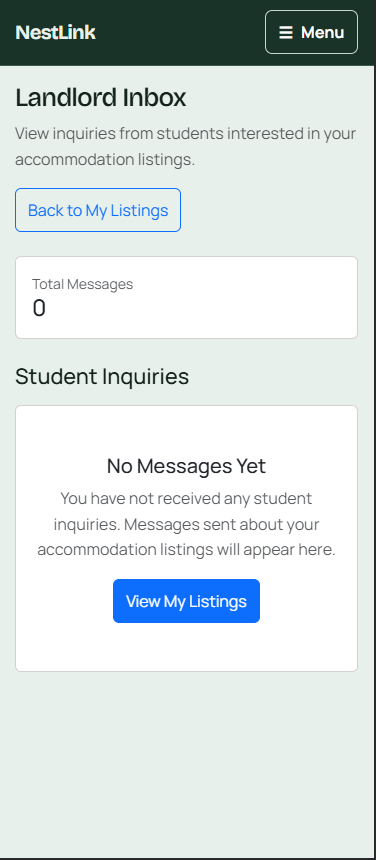 NestLink
☰ Menu
Landlord Inbox
View inquiries from students interested in your
accommodation listings.
Back to My Listings
Total Messages
0
Student Inquiries
No Messages Yet
You have not received any student
inquiries. Messages sent about your
accommodation listings will appear here.
View My Listings